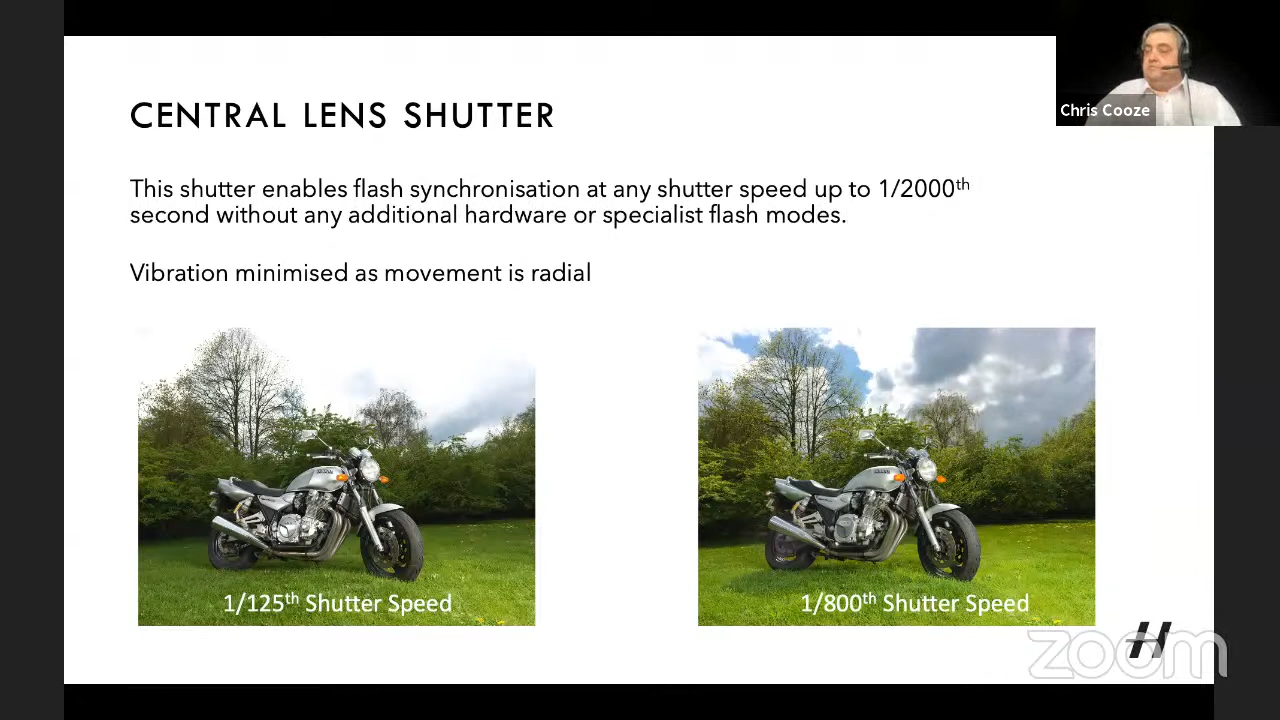 CENTRAL LENS SHUTTER
Chris Cooze
This shutter enables flash synchronisation at any shutter speed up to 1/2000th
second without any additional hardware or specialist flash modes.
Vibration minimised as movement is radial
1/125th Shutter Speed
1/800th Shutter Speed
H
zoom